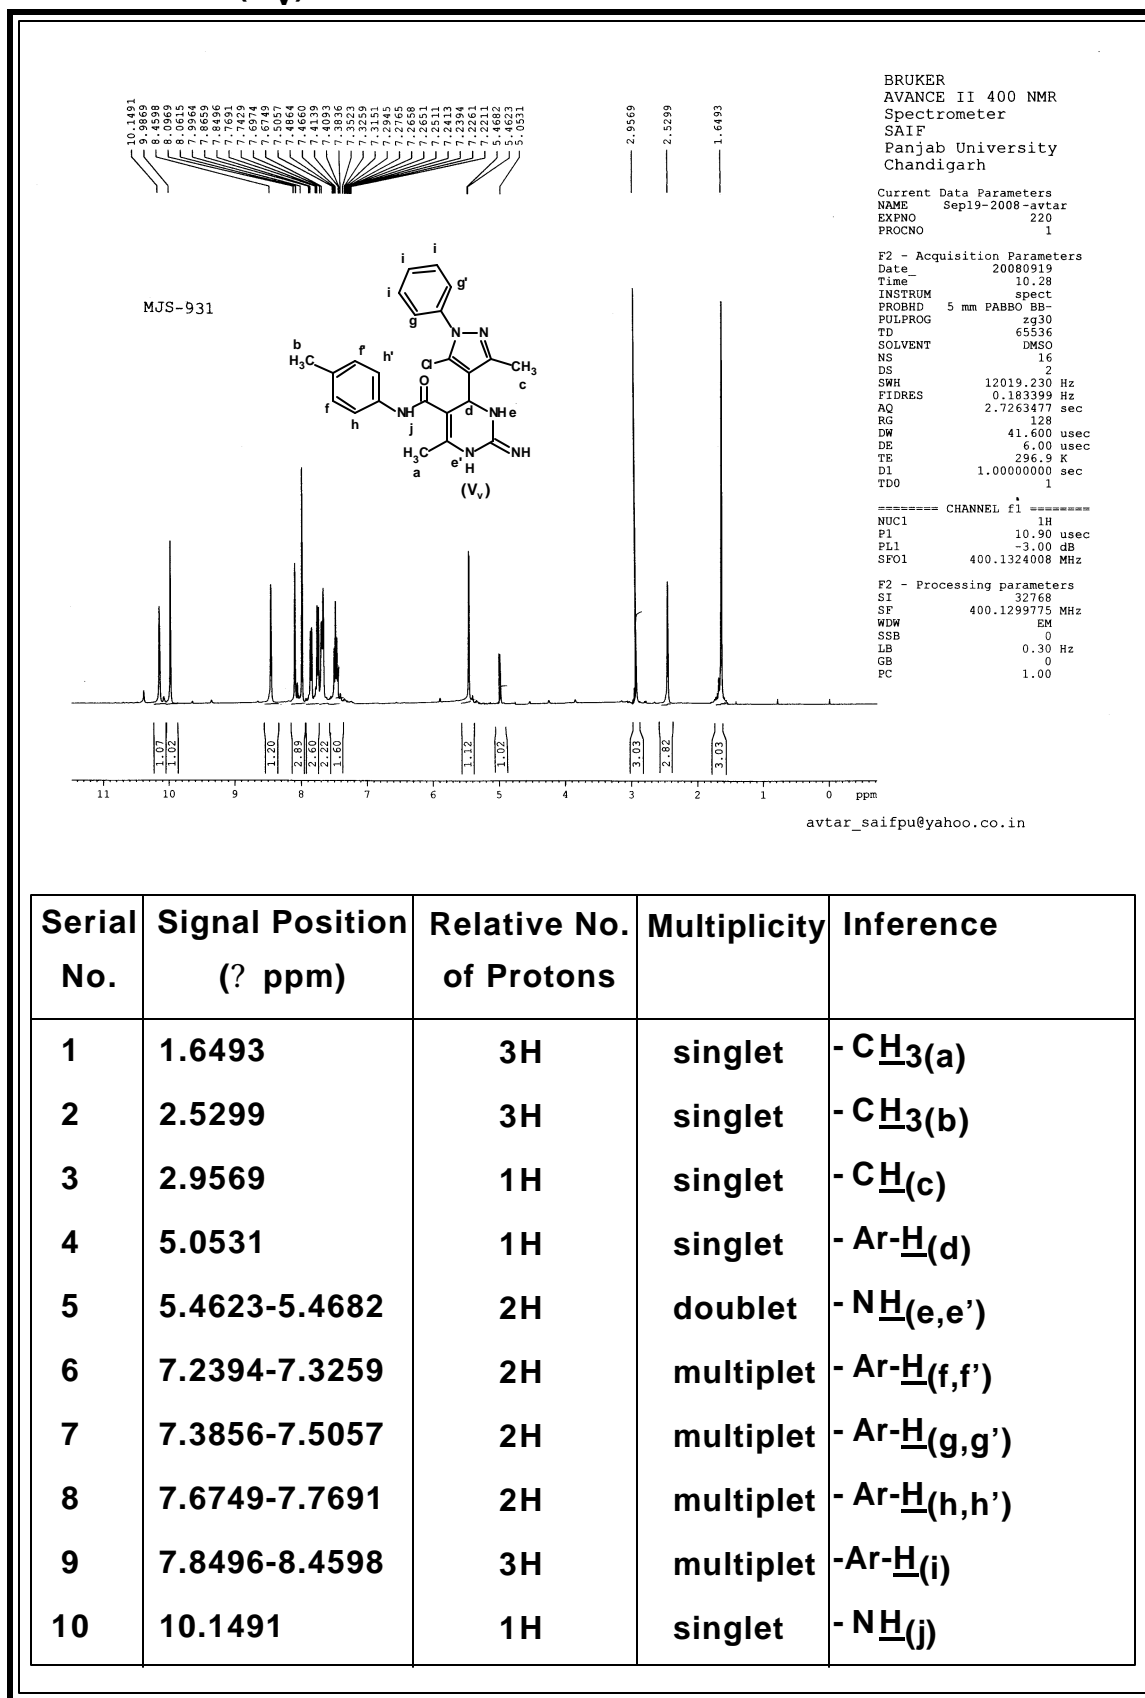 10.1491
9.9869
8.4598
8.0969
8.0615
7.9964
7.8659
7.8496
7.7691
7.7429
7.6974
7.6749
7.5057
7.4864
7.4660
7.4139
7.4093
7.3836
7.3523
7.3259
7.3151
7.2945
7.2765
7.2658
7.2651
7.2511
7.2413
7.2394
7.2261
7.2211
5.4682
5.4623
5.0531
2.9569
2.5299
1.6493
BRUKER
AVANCE II 400 NMR
Spectrometer
SAIF
Panjab University
Chandigarh
Current Data Parameters
NAME Sep19-2008-avtar
EXPNO 220
PROCNO 1
F2 - Acquisition Parameters
Date_ 20080919
Time 10.28
INSTRUM spect
PROBHD 5 mm PABBO BB-
PULPROG zg30
TD 65536
SOLVENT DMSO
NS 16
DS 2
SWH 12019.230 Hz
FIDRES 0.183399 Hz
AQ 2.7263477 sec
RG 128
DW 41.600 usec
DE 6.00 usec
TE 296.9 K
D1 1.00000000 sec
TD0 1
======== CHANNEL f1 ========
NUC1 1H
P1 10.90 usec
PL1 -3.00 dB
SFO1 400.1324008 MHz
F2 - Processing parameters
SI 32768
SF 400.1299775 MHz
WDW EM
SSB 0
LB 0.30 Hz
GB 0
PC 1.00
MJS-931
i i
i g'
g
N N
Cl CH3
c
b
H3C f' h'
O
f h NH j
d NH e
H3C e' N NH
a H
(Vv)
1.07 1.02 1.20 2.89 2.60 2.22 1.60 1.12 1.02 3.03 2.82 3.03
11 10 9 8 7 6 5 4 3 2 1 0 ppm
avtar_saifpu@yahoo.co.in
Serial No. Signal Position (? ppm) Relative No. of Protons Multiplicity Inference
1 1.6493 3H singlet - CH3(a)
2 2.5299 3H singlet - CH3(b)
3 2.9569 1H singlet - CH(c)
4 5.0531 1H singlet - Ar-H(d)
5 5.4623-5.4682 2H doublet - NH(e,e’)
6 7.2394-7.3259 2H multiplet - Ar-H(f,f’)
7 7.3856-7.5057 2H multiplet - Ar-H(g,g’)
8 7.6749-7.7691 2H multiplet - Ar-H(h,h’)
9 7.8496-8.4598 3H multiplet -Ar-H(i)
10 10.1491 1H singlet - NH(j)